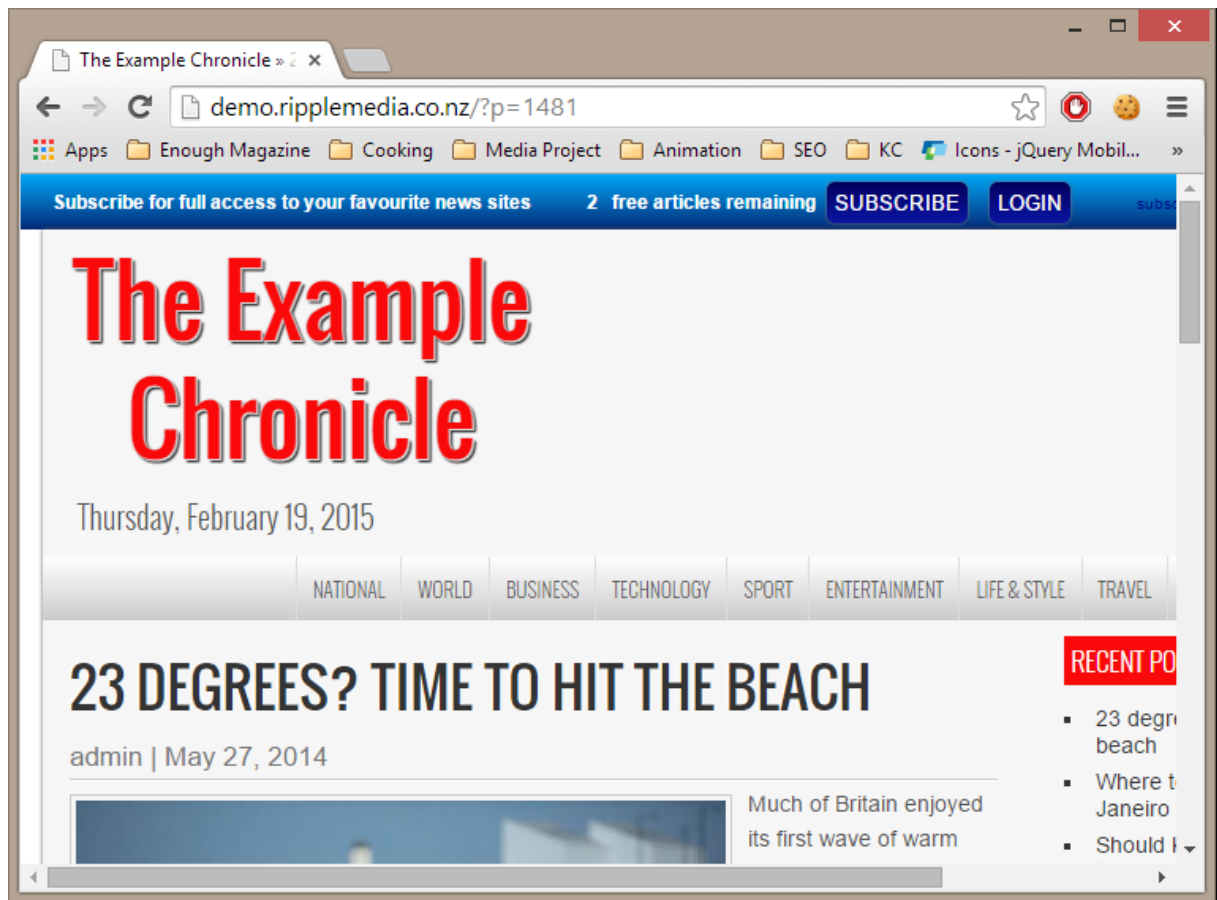 The Example Chronicle » 2
demo.ripplemedia.co.nz/?p=1481
Apps Enough Magazine Cooking Media Project Animation SEO KC Icons - jQuery Mobil... »
Subscribe for full access to your favourite news sites 2 free articles remaining SUBSCRIBE LOGIN subsc
The Example
Chronicle
Thursday, February 19, 2015
NATIONAL WORLD BUSINESS TECHNOLOGY SPORT ENTERTAINMENT LIFE & STYLE TRAVEL
23 DEGREES? TIME TO HIT THE BEACH
admin | May 27, 2014
Much of Britain enjoyed
its first wave of warm
RECENT PO
23 degre
beach
Where t
Janeiro
Should